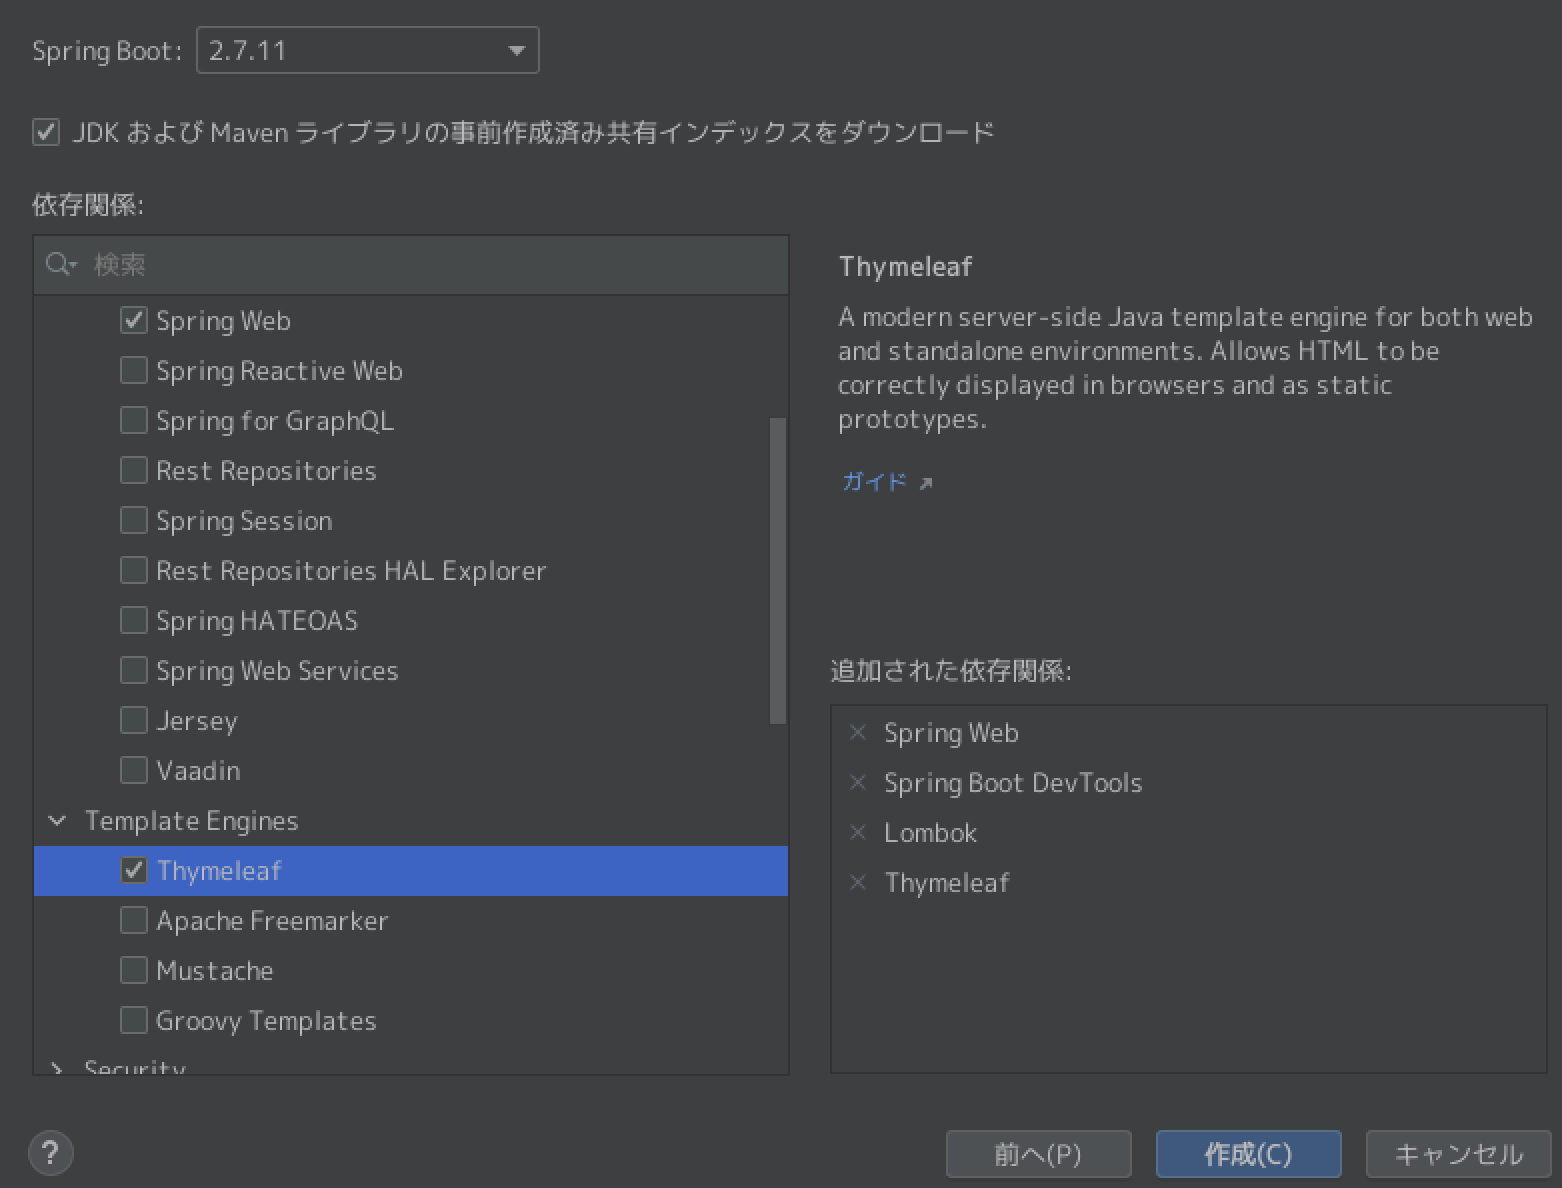 Spring Boot: 2.7.11
JDK および Maven ライブラリの事前作成済み共有インデックスをダウンロード
依存関係:
検索
Spring Web
Spring Reactive Web
Spring for GraphQL
Rest Repositories
Spring Session
Rest Repositories HAL Explorer
Spring HATEOAS
Spring Web Services
Jersey
Vaadin
Template Engines
Thymeleaf
Apache Freemarker
Mustache
Groovy Templates
Security
Thymeleaf
A modern server-side Java template engine for both web
and standalone environments. Allows HTML to be
correctly displayed in browsers and as static
prototypes.
ガイド
追加された依存関係:
Spring Web
Spring Boot DevTools
Lombok
Thymeleaf
?
前へ(P)
作成(C)
キャンセル